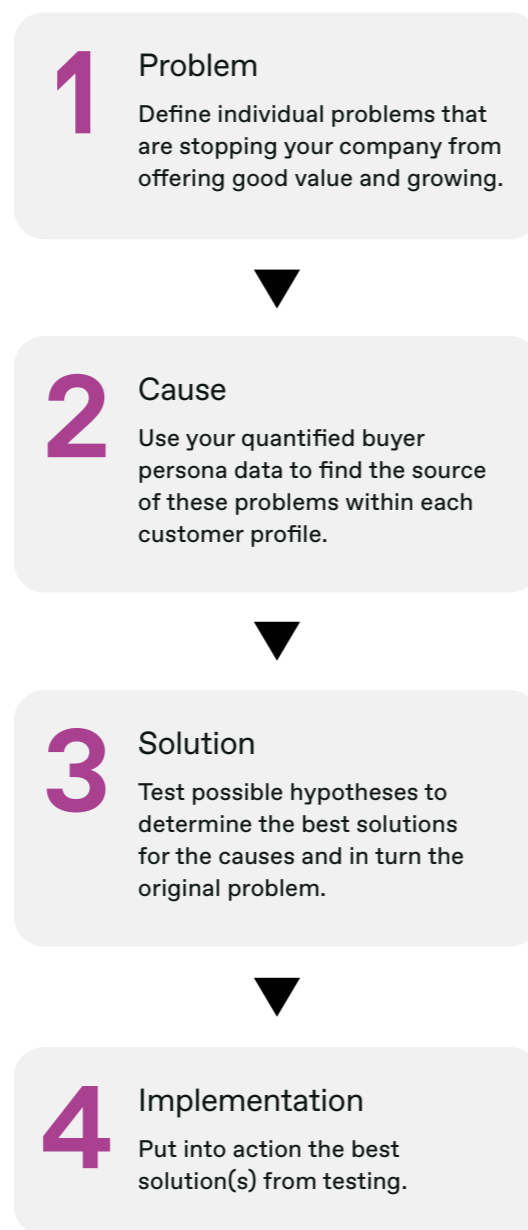 1
Problem
Define individual problems that
are stopping your company from
offering good value and growing.
2
Cause
Use your quantified buyer
persona data to find the source
of these problems within each
customer profile.
3
Solution
Test possible hypotheses to
determine the best solutions
for the causes and in turn the
original problem.
4
Implementation
Put into action the best
solution(s) from testing.